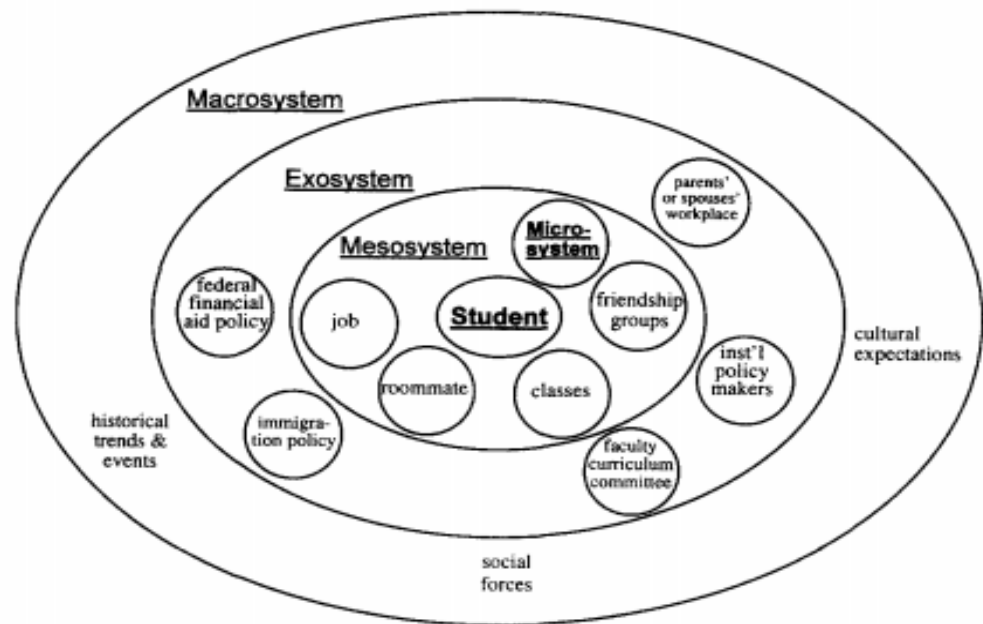 Macrosystem
Exosystem
parents'
or spouses'
workplace
Micro-
system
Mesosystem
federal
financial
aid policy
job
Student
friendship
groups
cultural
expectations
inst'l
policy
makers
roommate
classes
historical
trends &
events
immigra-
tion policy
faculty
curriculum
committee
social
forces